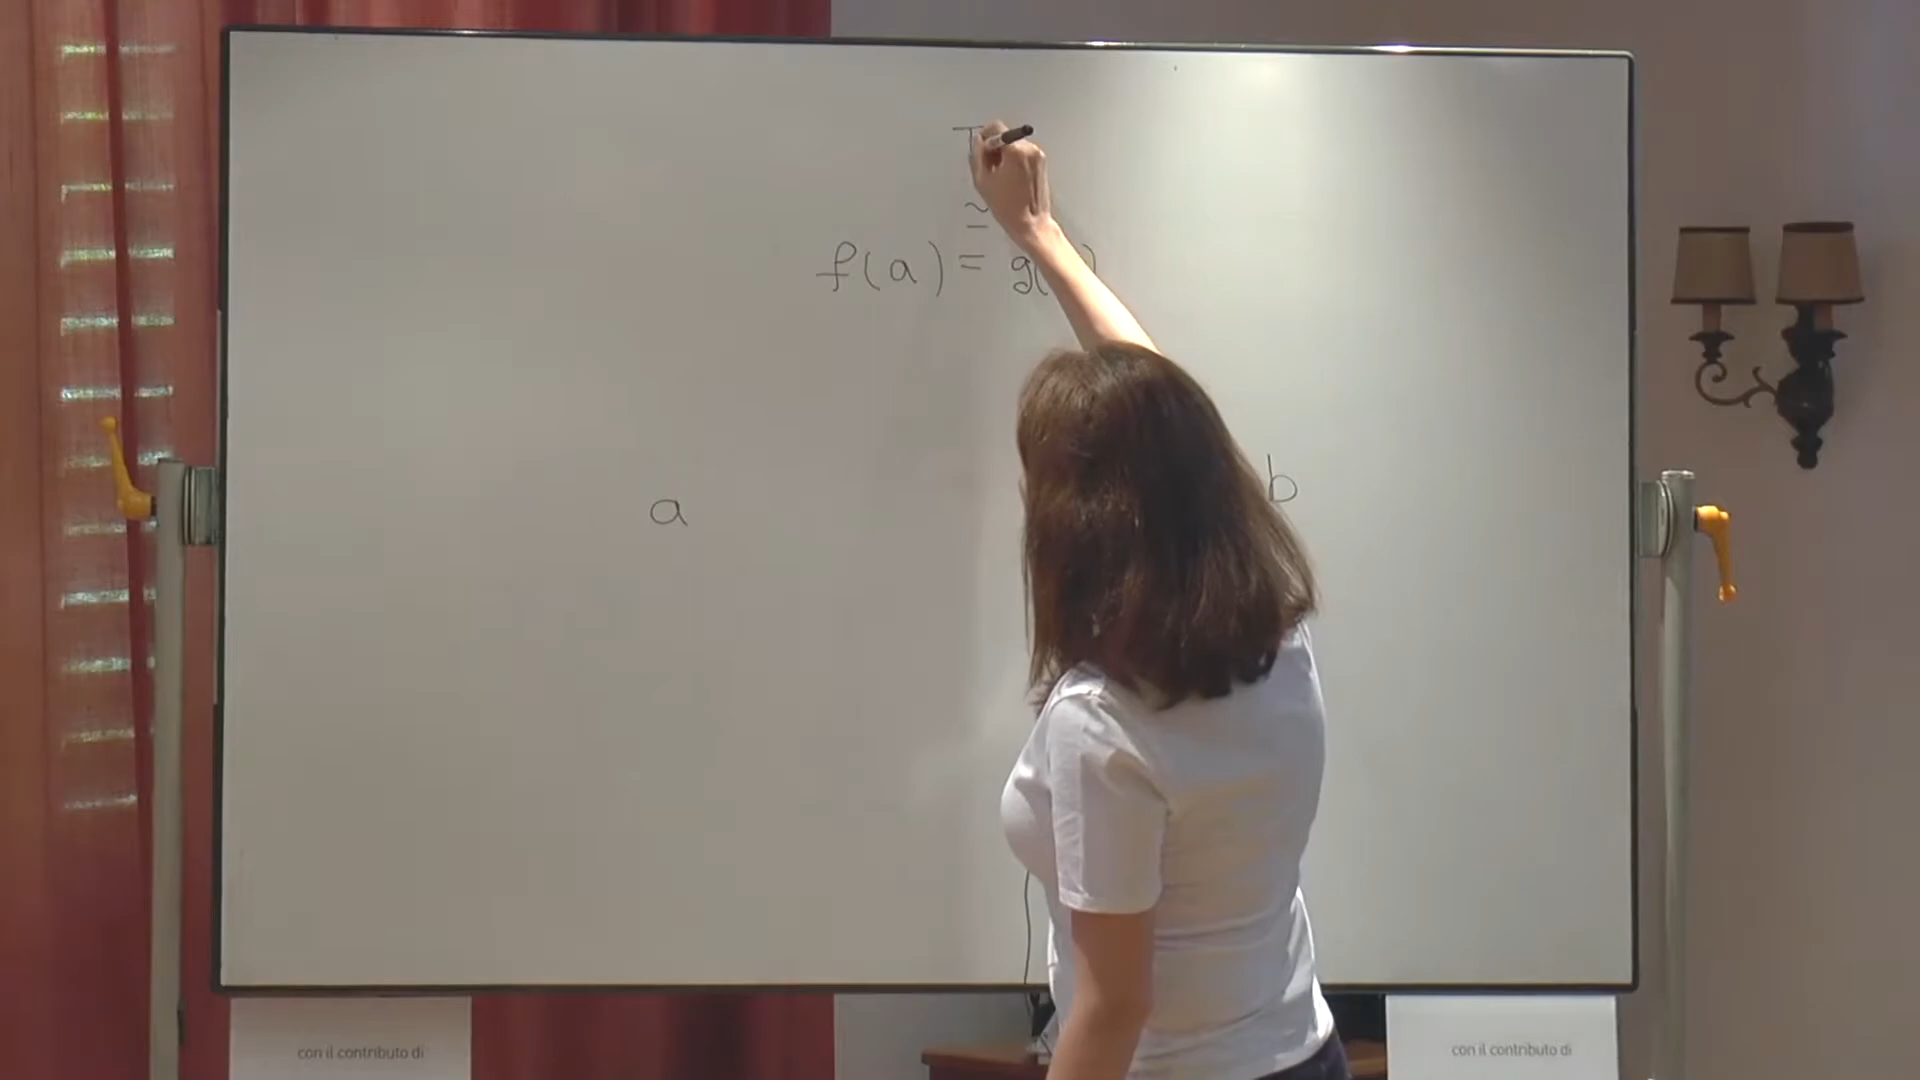 T
≅
f(a) = g( )
a b
con il contributo di con il contributo di